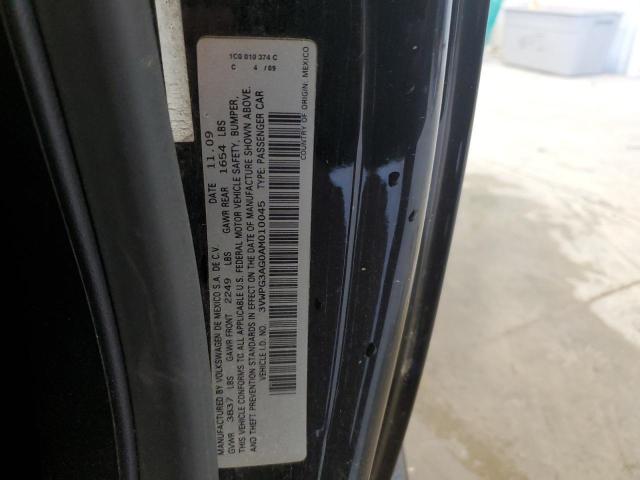 MANUFACTURED BY VOLKSWAGEN DE MEXICO S.A. DE C.V. DATE 11.09 1C0 010 374 C
GVWR 3837 LBS GAWR FRONT 2249 LBS GAWR REAR 1654 LBS C 4 / 09
THIS VEHICLE CONFORMS TO ALL APPLICABLE U.S. FEDERAL MOTOR VEHICLE SAFETY, BUMPER,
AND THEFT PREVENTION STANDARDS IN EFFECT ON THE DATE OF MANUFACTURE SHOWN ABOVE.
VEHICLE I.D. NO. 3VWPG3AG0AM010045 TYPE: PASSENGER CAR
COUNTRY OF ORIGIN: MEXICO